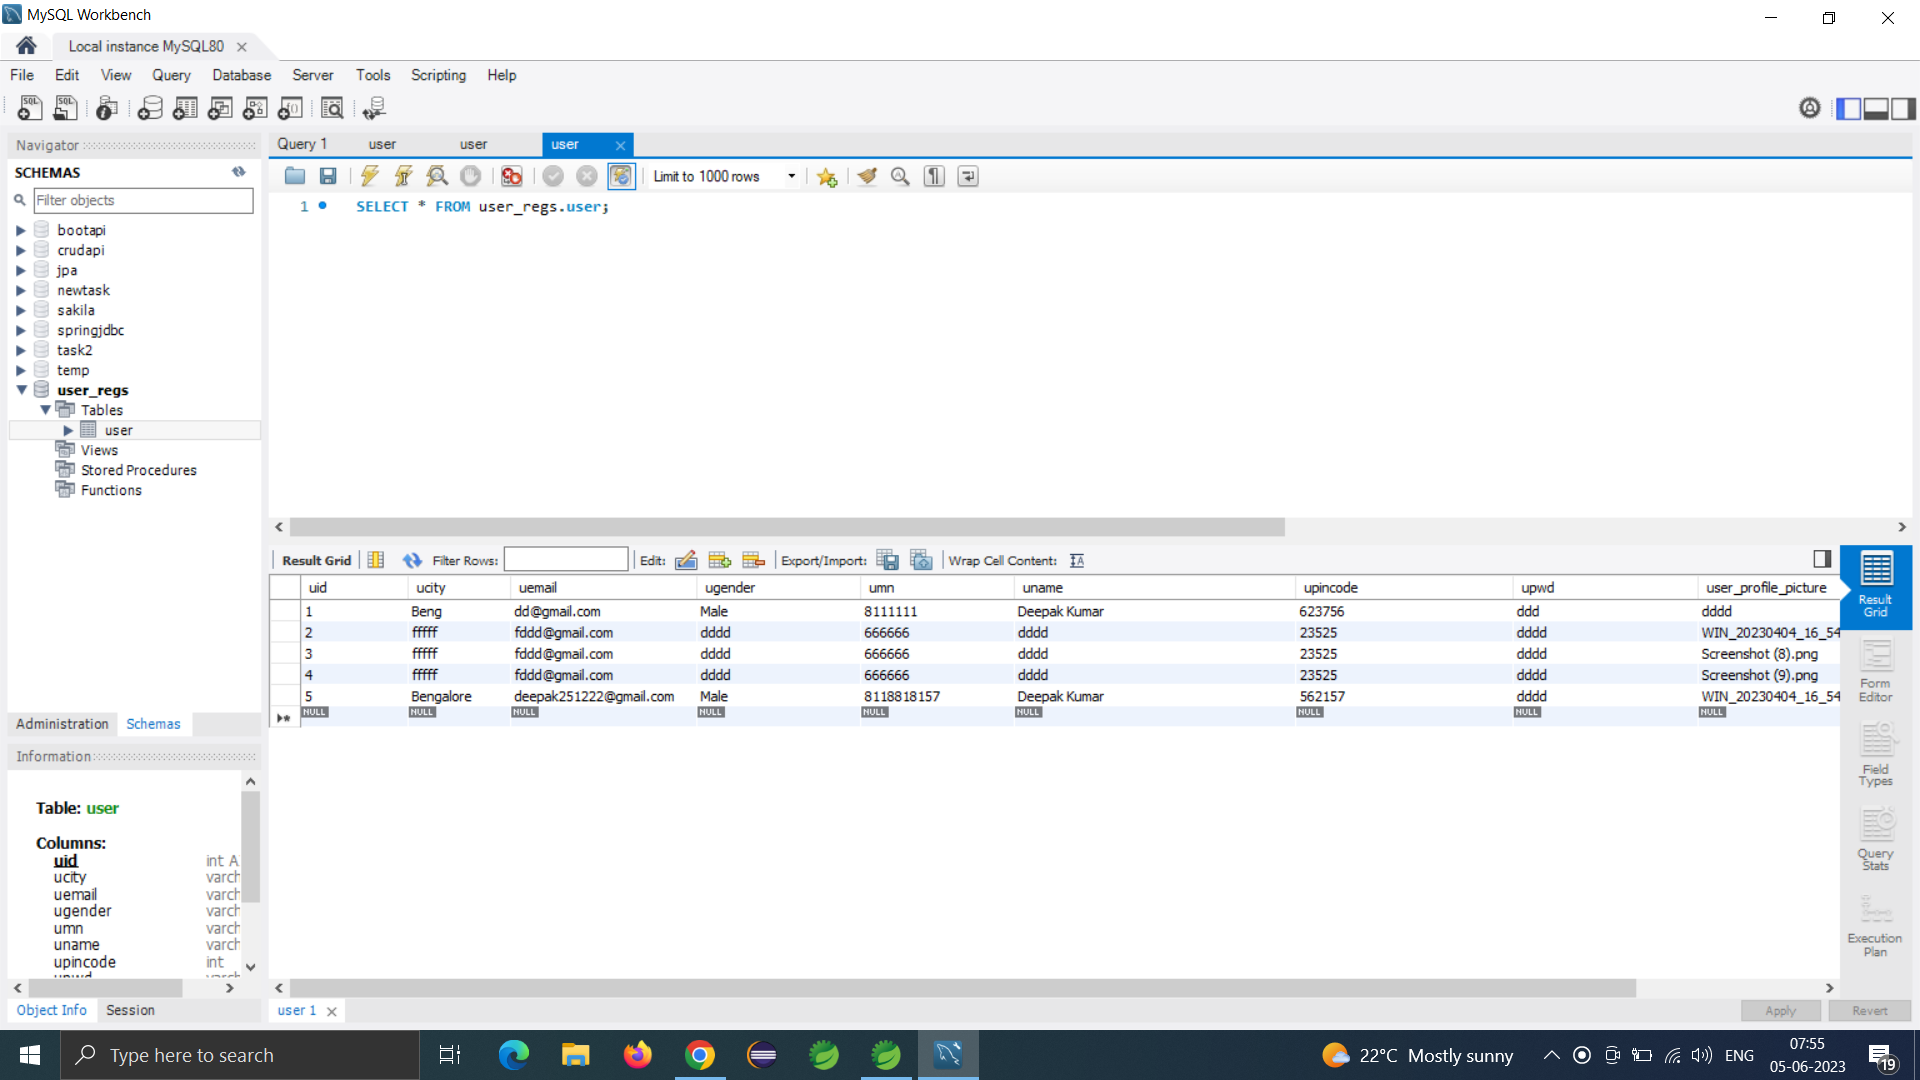 MySQL Workbench
Local instance MySQL80
File Edit View Query Database Server Tools Scripting Help
Navigator
SCHEMAS
Filter objects
bootapi
crudapi
jpa
newtask
sakila
springjdbc
task2
temp
user_regs
Tables
user
Views
Stored Procedures
Functions
Administration Schemas
Information
Table: user
Columns:
uid int A
ucity varch
uemail varch
ugender varch
umn varch
uname varch
upincode int
Object Info Session
Query 1 user user user
Limit to 1000 rows
1 SELECT * FROM user_regs.user;
Result Grid Filter Rows: Edit: Export/Import: Wrap Cell Content:
uid ucity uemail ugender umn uname upincode upwd user_profile_picture
1 Beng dd@gmail.com Male 8111111 Deepak Kumar 623756 ddd dddd
2 fffff fddd@gmail.com dddd 666666 dddd 23525 dddd WIN_20230404_16_54
3 fffff fddd@gmail.com dddd 666666 dddd 23525 dddd Screenshot (8).png
4 fffff fddd@gmail.com dddd 666666 dddd 23525 dddd Screenshot (9).png
5 Bengalore deepak251222@gmail.com Male 8118818157 Deepak Kumar 562157 dddd WIN_20230404_16_54
NULL NULL NULL NULL NULL NULL NULL NULL NULL
Result
Grid
Form
Editor
Field
Types
Query
Stats
Execution
Plan
user 1
Apply Revert
Type here to search
22°C Mostly sunny
ENG
07:55
05-06-2023
19